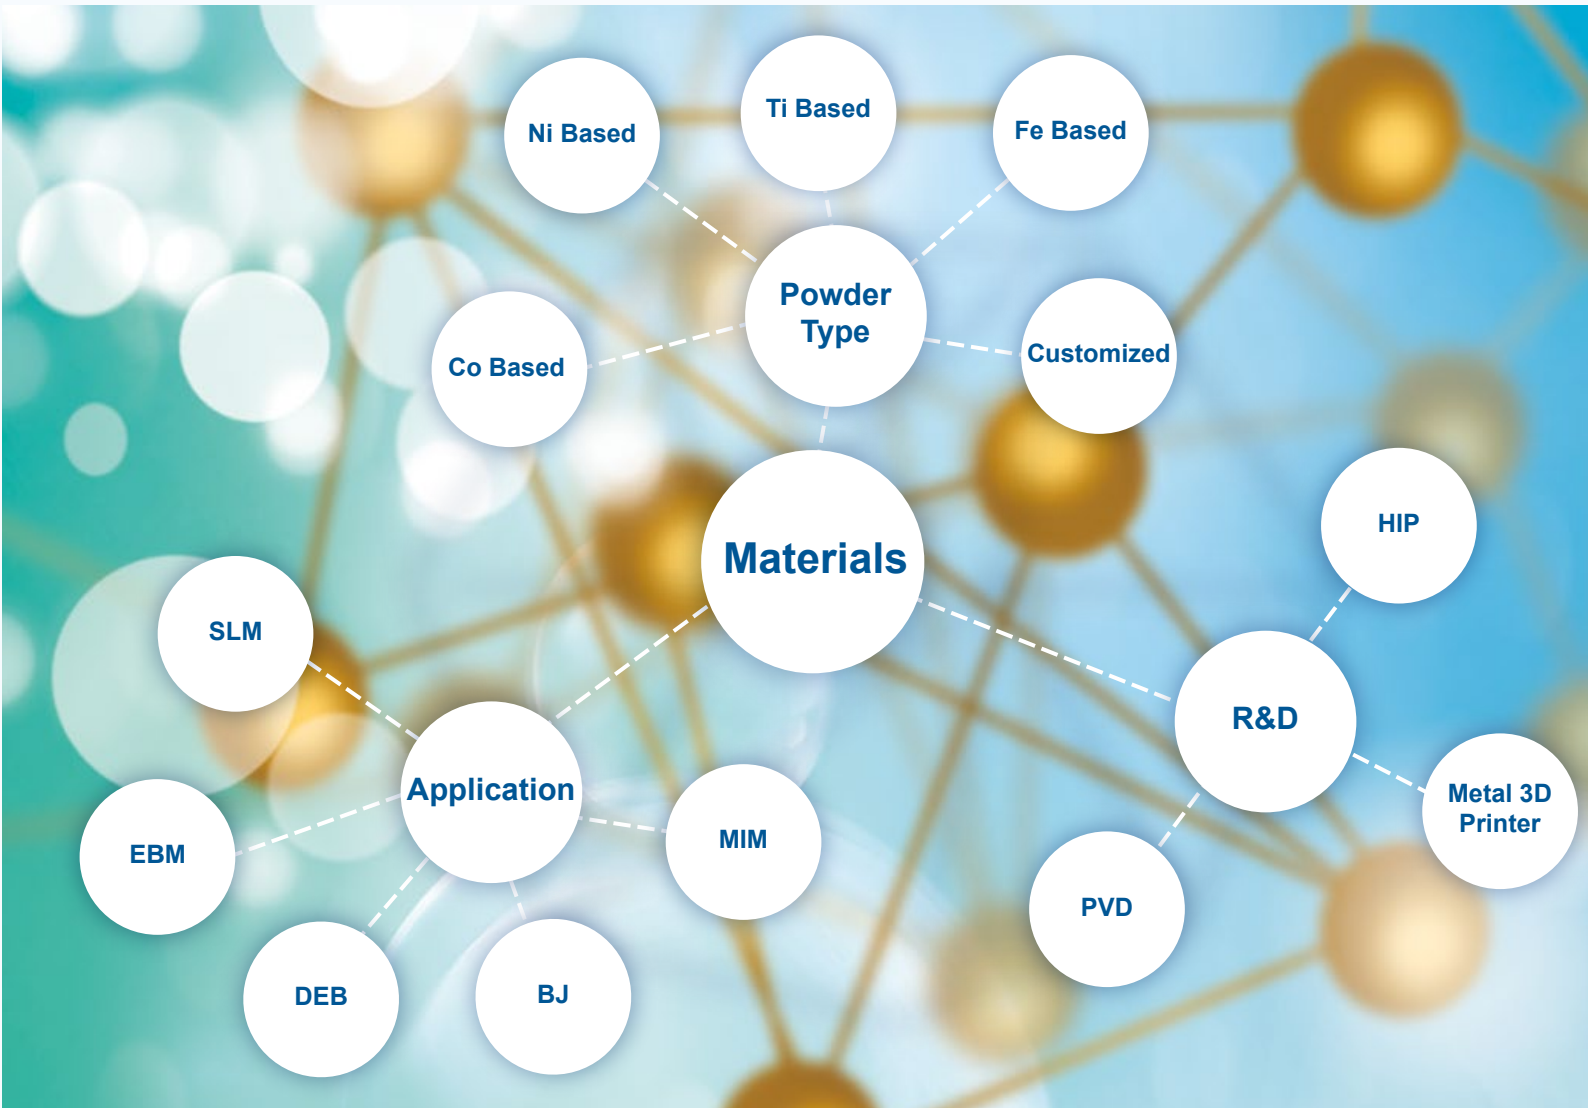 Ni Based
Ti Based
Fe Based
Powder
Type
Co Based
Customized
Materials
HIP
SLM
R&D
Application
Metal 3D
Printer
EBM
MIM
PVD
DEB
BJ